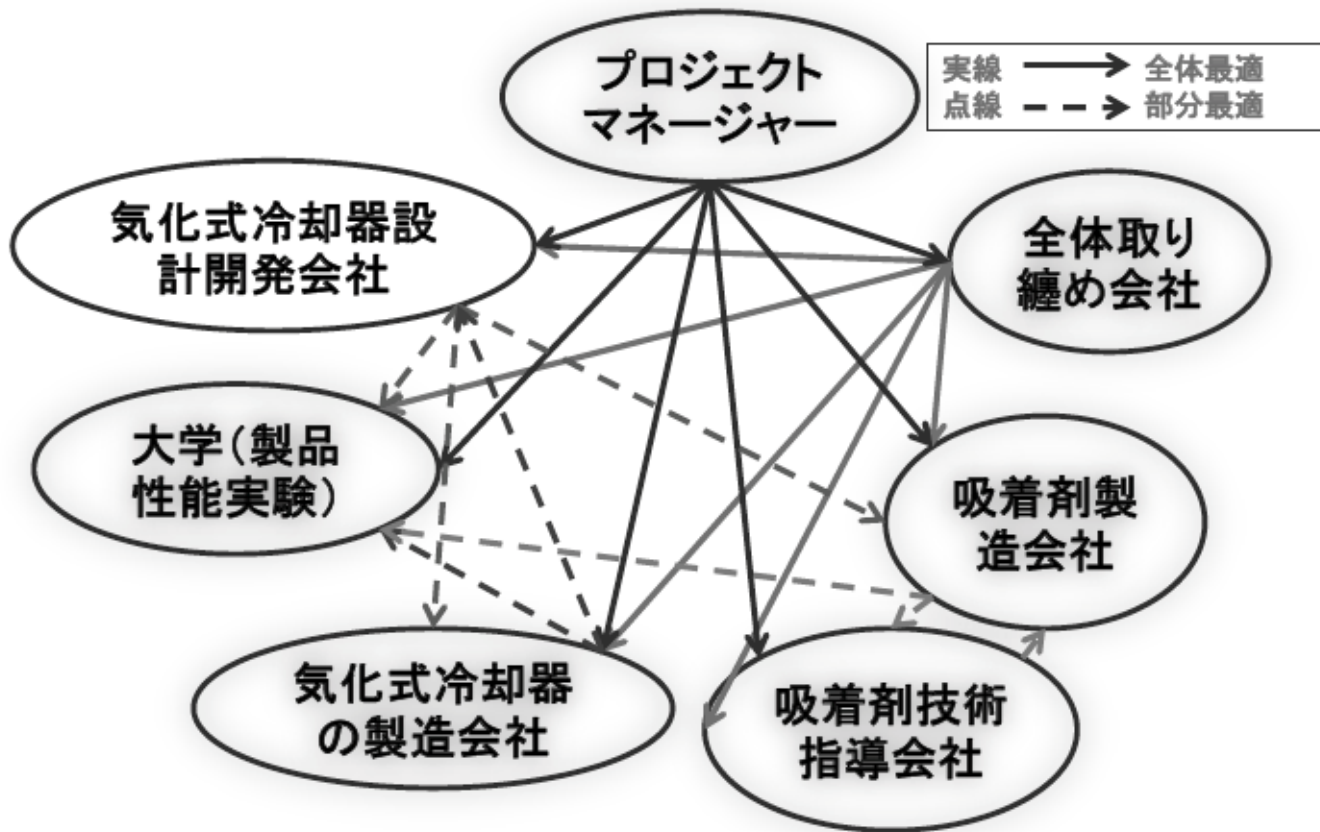 プロジェクト
マネージャー
実線 全体最適
点線 部分最適
気化式冷却器設
計開発会社
全体取り
纏め会社
大学(製品
性能実験)
吸着剤製
造会社
気化式冷却器
の製造会社
吸着剤技術
指導会社